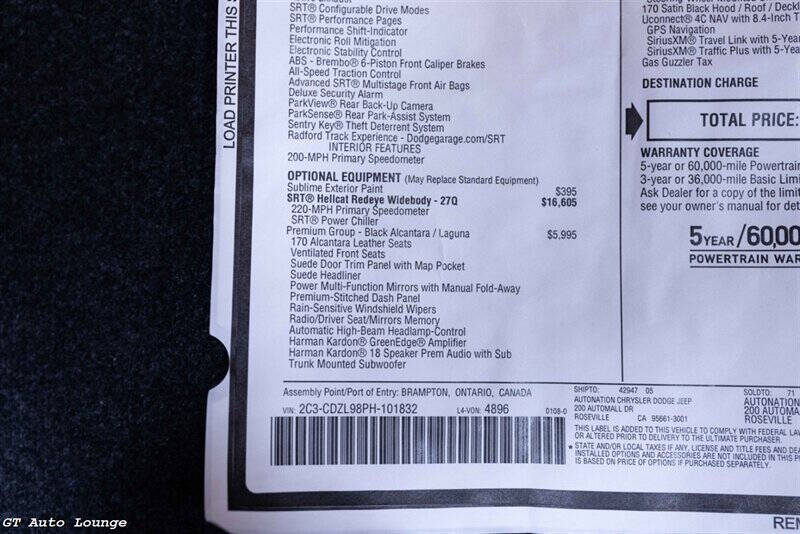 LOAD PRINTER THIS S
SRT® Configurable Drive Modes
SRT® Performance Pages
Performance Shift-Indicator
Electronic Roll Mitigation
Electronic Stability Control
ABS - Brembo® 6-Piston Front Caliper Brakes
All-Speed Traction Control
Advanced SRT® Multistage Front Air Bags
Deluxe Security Alarm
ParkView® Rear Back-Up Camera
ParkSense® Rear Park-Assist System
Sentry Key® Theft Deterrent System
Radford Track Experience - Dodgegarage.com/SRT
INTERIOR FEATURES
200-MPH Primary Speedometer
OPTIONAL EQUIPMENT (May Replace Standard Equipment)
Sublime Exterior Paint $395
SRT® Hellcat Redeye Widebody - 27Q $16,605
220-MPH Primary Speedometer
SRT® Power Chiller
Premium Group - Black Alcantara / Laguna $5,995
170 Alcantara Leather Seats
Ventilated Front Seats
Suede Door Trim Panel with Map Pocket
Suede Headliner
Power Multi-Function Mirrors with Manual Fold-Away
Premium-Stitched Dash Panel
Rain-Sensitive Windshield Wipers
Radio/Driver Seat/Mirrors Memory
Automatic High-Beam Headlamp-Control
Harman Kardon® GreenEdge® Amplifier
Harman Kardon® 18 Speaker Prem Audio with Sub
Trunk Mounted Subwoofer
170 Satin Black Hood / Roof / Deckl
Uconnect® 4C NAV with 8.4-Inch T
GPS Navigation
SiriusXM® Travel Link with 5-Year
SiriusXM® Traffic Plus with 5-Yea
Gas Guzzler Tax
DESTINATION CHARGE
TOTAL PRICE:
WARRANTY COVERAGE
5-year or 60,000-mile Powertrain
3-year or 36,000-mile Basic Limi
Ask Dealer for a copy of the limit
see your owner's manual for det
5YEAR/60,000
POWERTRAIN WAR
Assembly Point/Port of Entry: BRAMPTON, ONTARIO, CANADA
VIN: 2C3-CDZL98PH-101832 L4-VON: 4896 0108-0
SHIPTO: 42947 05
AUTONATION CHRYSLER DODGE JEEP
200 AUTOMALL DR
ROSEVILLE CA 95661-3001
SOLDTO: 71
AUTONATION
200 AUTOMA
ROSEVILLE
THIS LABEL IS ADDED TO THIS VEHICLE TO COMPLY WITH FEDERAL LAW
OR ALTERED PRIOR TO DELIVERY TO THE ULTIMATE PURCHASER.
* STATE AND/OR LOCAL TAXES IF ANY, LICENSE AND TITLE FEES AND DEA
INSTALLED OPTIONS AND ACCESSORIES ARE NOT INCLUDED IN THIS P
IS BASED ON PRICE OF OPTIONS IF PURCHASED SEPARATELY.
REM
GT Auto Lounge